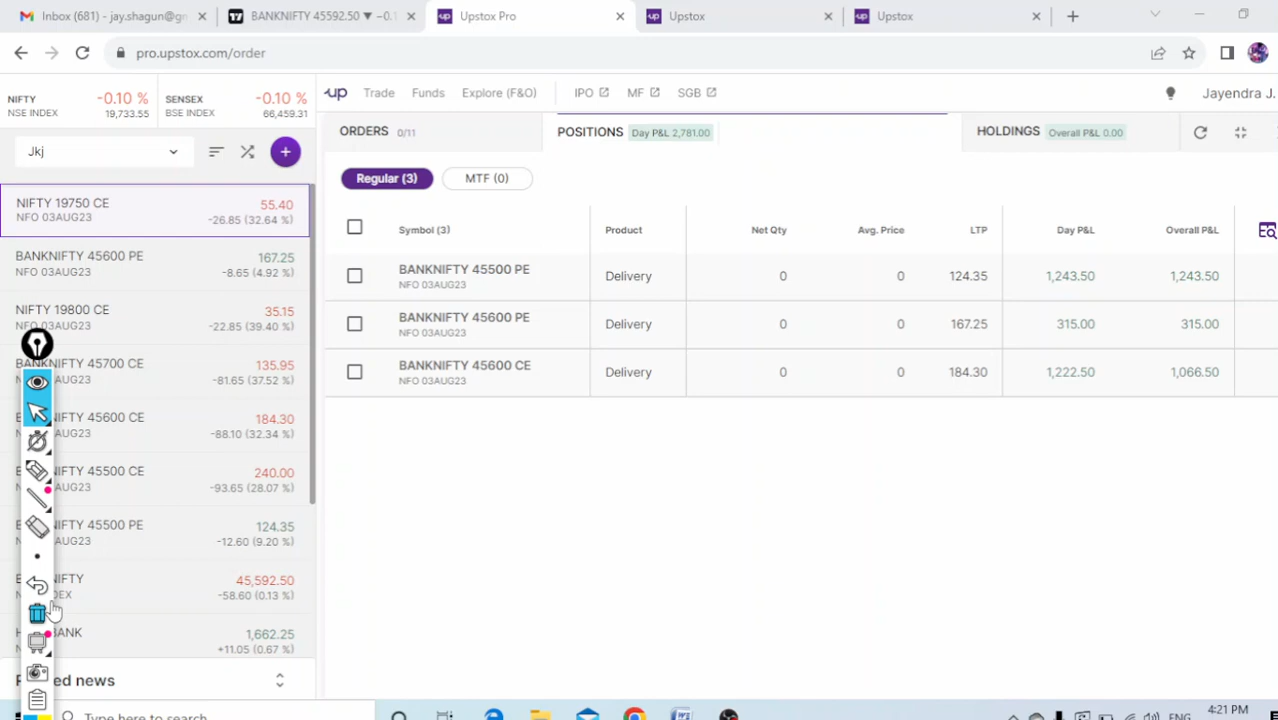 Inbox (681) - jay.shagun@gm
BANKNIFTY 45592.50 ▼ −0.1
Upstox Pro
Upstox
Upstox
pro.upstox.com/order
NIFTY
NSE INDEX
-0.10 %
19,733.55
SENSEX
BSE INDEX
-0.10 %
66,459.31
up
Trade
Funds
Explore (F&O)
IPO
MF
SGB
Jayendra J.
Jkj
ORDERS 0/11
POSITIONS Day P&L 2,781.00
HOLDINGS Overall P&L 0.00
Regular (3)
MTF (0)
NIFTY 19750 CE 55.40
NFO 03AUG23 -26.85 (32.64 %)
BANKNIFTY 45600 PE 167.25
NFO 03AUG23 -8.65 (4.92 %)
NIFTY 19800 CE 35.15
NFO 03AUG23 -22.85 (39.40 %)
BANKNIFTY 45700 CE 135.95
AUG23 -81.65 (37.52 %)
NIFTY 45600 CE 184.30
AUG23 -88.10 (32.34 %)
NIFTY 45500 CE 240.00
AUG23 -93.65 (28.07 %)
NIFTY 45500 PE 124.35
AUG23 -12.60 (9.20 %)
NIFTY 45,592.50
DEX -58.60 (0.13 %)
BANK 1,662.25
+11.05 (0.67 %)
ed news
Symbol (3) Product Net Qty Avg. Price LTP Day P&L Overall P&L
BANKNIFTY 45500 PE Delivery 0 0 124.35 1,243.50 1,243.50
NFO 03AUG23
BANKNIFTY 45600 PE Delivery 0 0 167.25 315.00 315.00
NFO 03AUG23
BANKNIFTY 45600 CE Delivery 0 0 184.30 1,222.50 1,066.50
NFO 03AUG23
Type here to search
4:21 PM